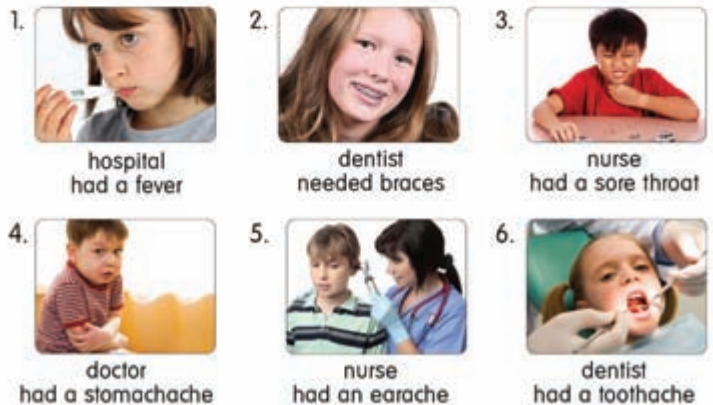 1.
hospital
had a fever
2.
dentist
needed braces
3.
nurse
had a sore throat
4.
doctor
had a stomachache
5.
nurse
had an earache
6.
dentist
had a toothache